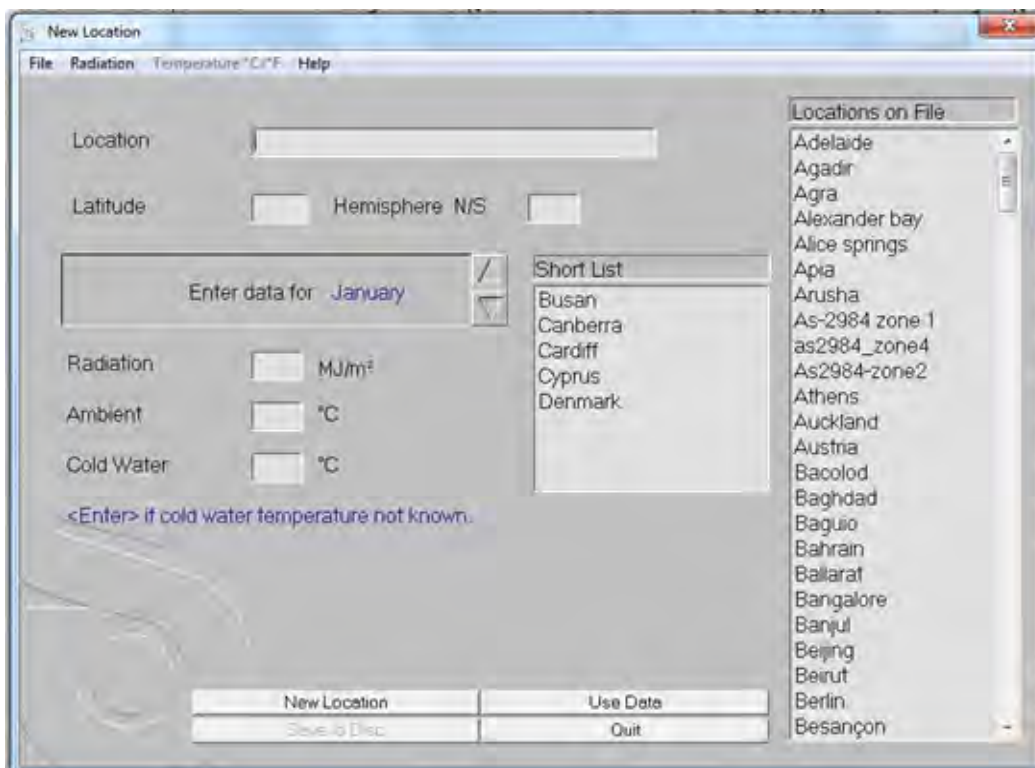 New Location
File Radiation Temperature °C/°F Help
Location
Latitude Hemisphere N/S
Enter data for January
Radiation MJ/m²
Ambient °C
Cold Water °C
<Enter> if cold water temperature not known.
Short List
Busan
Canberra
Cardiff
Cyprus
Denmark
Locations on File
Adelaide
Agadir
Agra
Alexander bay
Alice springs
Apia
Arusha
As-2984 zone 1
as2984_zone4
As2984-zone2
Athens
Auckland
Austria
Bacolod
Baghdad
Baguio
Bahrain
Ballarat
Bangalore
Banjul
Beijing
Beirut
Berlin
Besançon
New Location Use Data
Save to Disc Quit